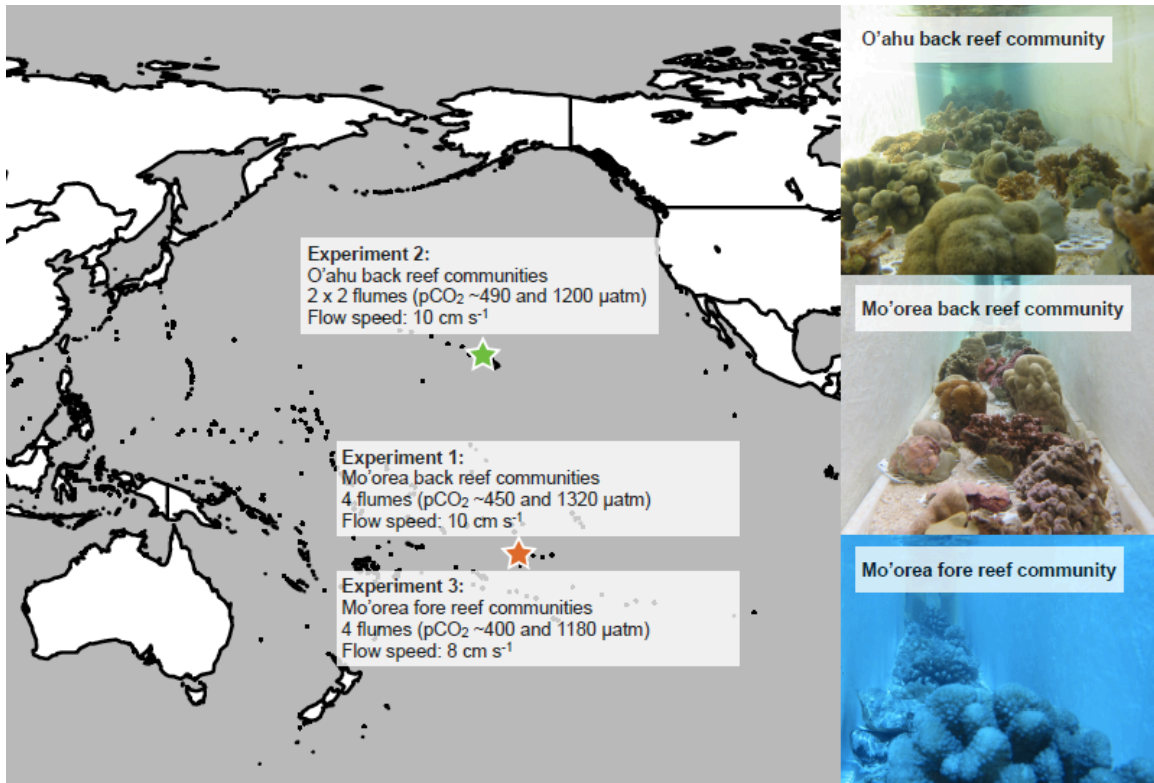 Experiment 2:
O'ahu back reef communities
2 x 2 flumes (pCO₂ ~490 and 1200 µatm)
Flow speed: 10 cm s⁻¹
Experiment 1:
Mo'orea back reef communities
4 flumes (pCO₂ ~450 and 1320 µatm)
Flow speed: 10 cm s⁻¹
Experiment 3:
Mo'orea fore reef communities
4 flumes (pCO₂ ~400 and 1180 µatm)
Flow speed: 8 cm s⁻¹
O'ahu back reef community
Mo'orea back reef community
Mo'orea fore reef community